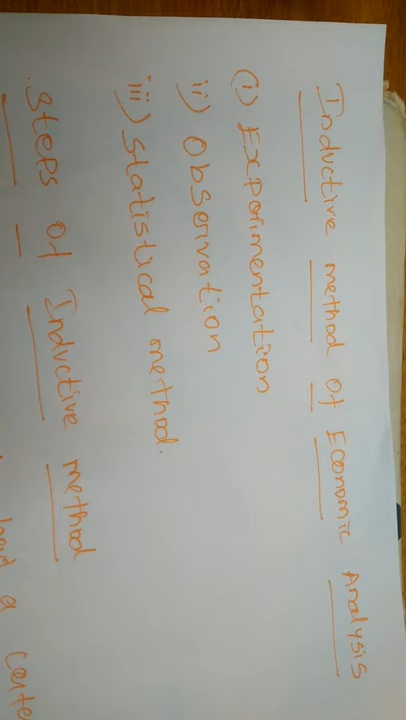 Inductive method of Economic Analysis
(i) Experimentation
ii) Observation
iii) Statistical method.
Steps of Inductive method
a